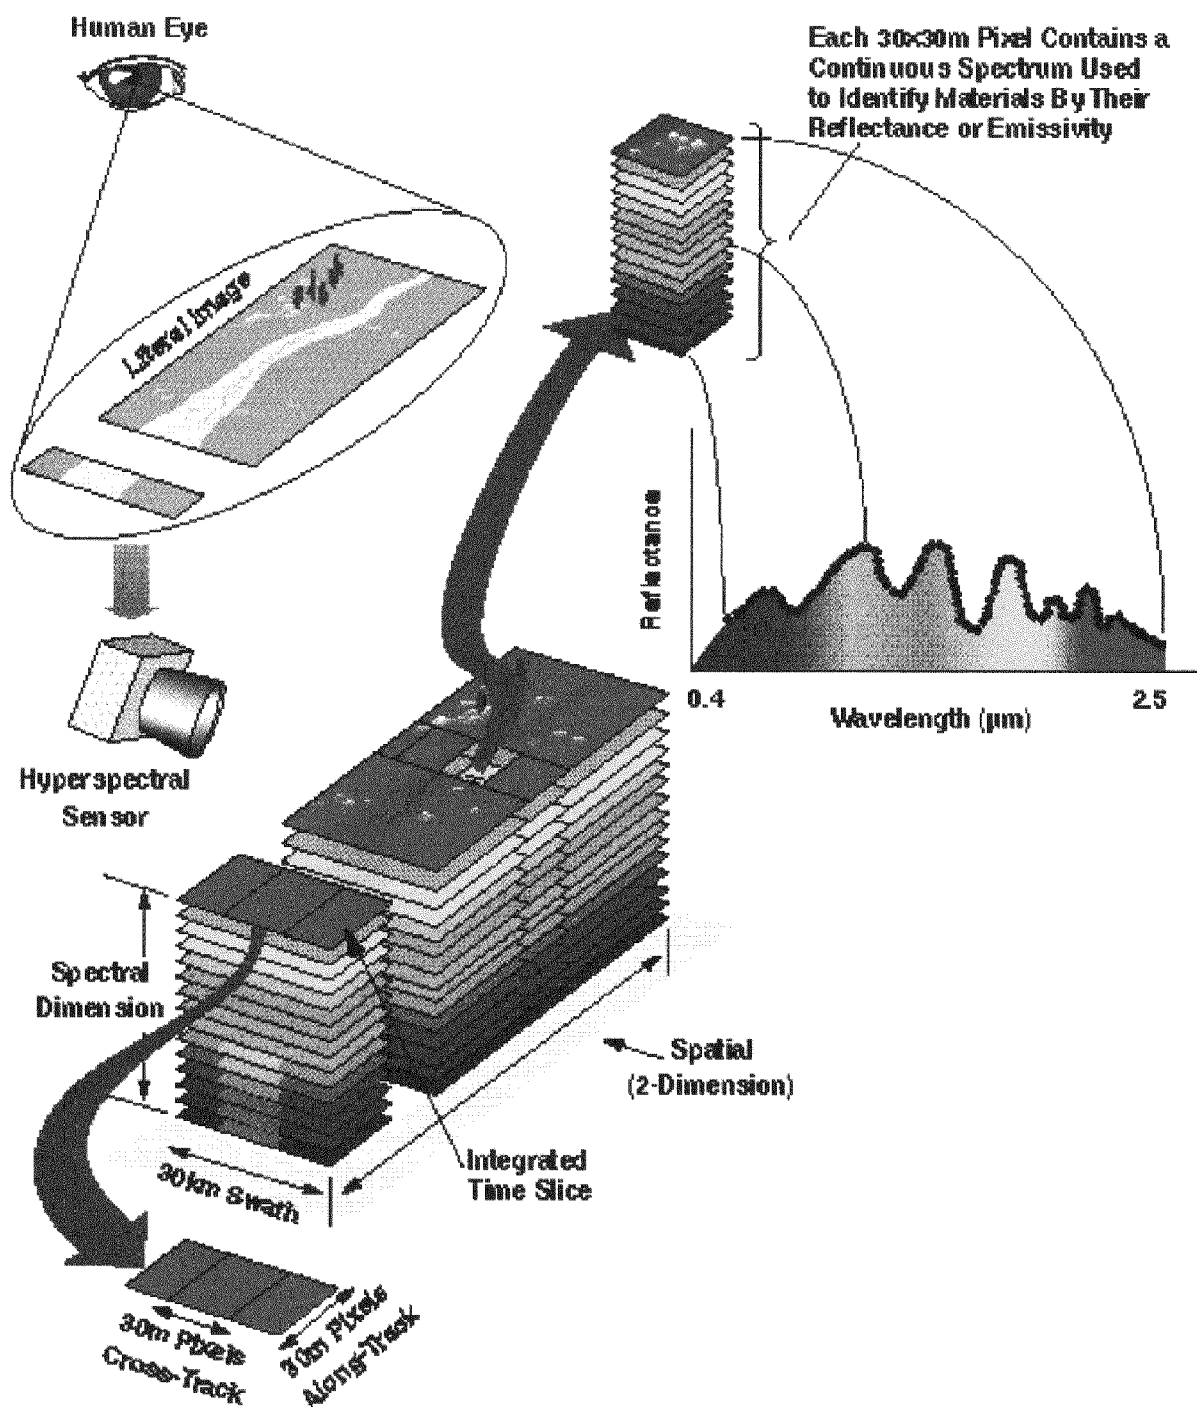 Human Eye
Each 30x30m Pixel Contains a
Continuous Spectrum Used
to Identify Materials By Their
Reflectance or Emissivity
Literal Image
Reflectance
0.4
2.5
Wavelength (µm)
Hyperspectral
Sensor
Spectral
Dimension
Spatial
(2-Dimension)
Integrated
Time Slice
30km Swath
30m Pixels
Cross-Track
30m Pixels
Along-Track